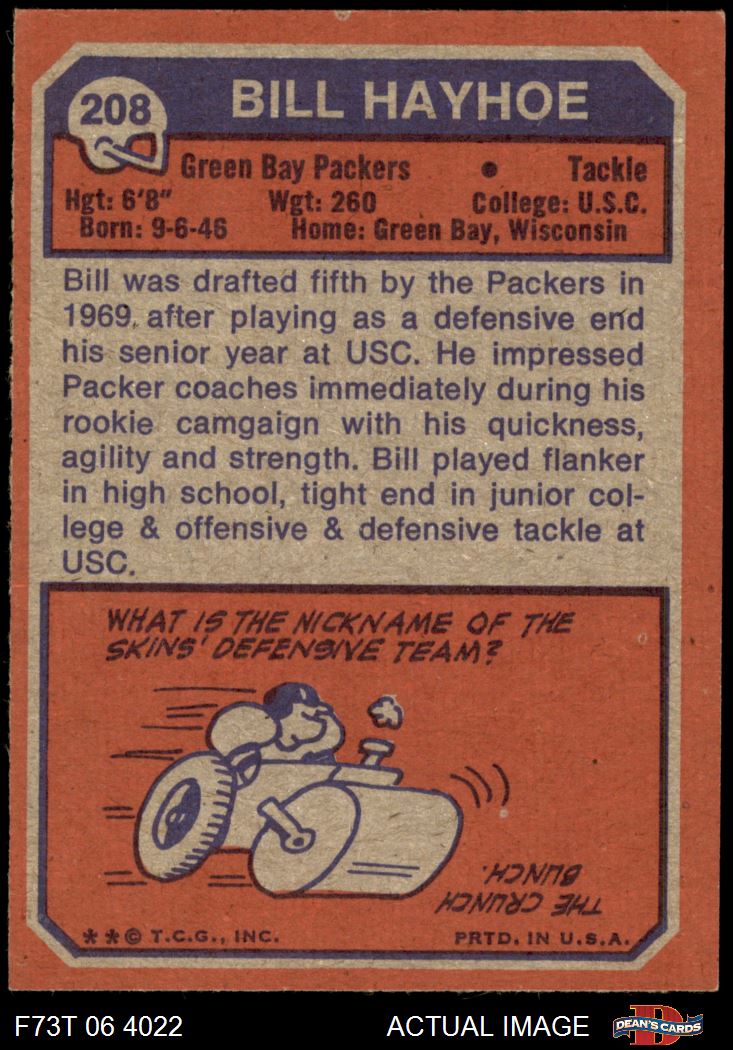 208
BILL HAYHOE
Green Bay Packers • Tackle
Hgt: 6'8" Wgt: 260 College: U.S.C.
Born: 9-6-46 Home: Green Bay, Wisconsin
Bill was drafted fifth by the Packers in
1969, after playing as a defensive end
his senior year at USC. He impressed
Packer coaches immediately during his
rookie camgaign with his quickness,
agility and strength. Bill played flanker
in high school, tight end in junior col-
lege & offensive & defensive tackle at
USC.
WHAT IS THE NICKNAME OF THE
SKINS' DEFENSIVE TEAM?
THE CRUNCH
BUNCH.
**© T.C.G., INC. PRTD. IN U.S.A.
F73T 06 4022 ACTUAL IMAGE
D
DEAN'S CARDS